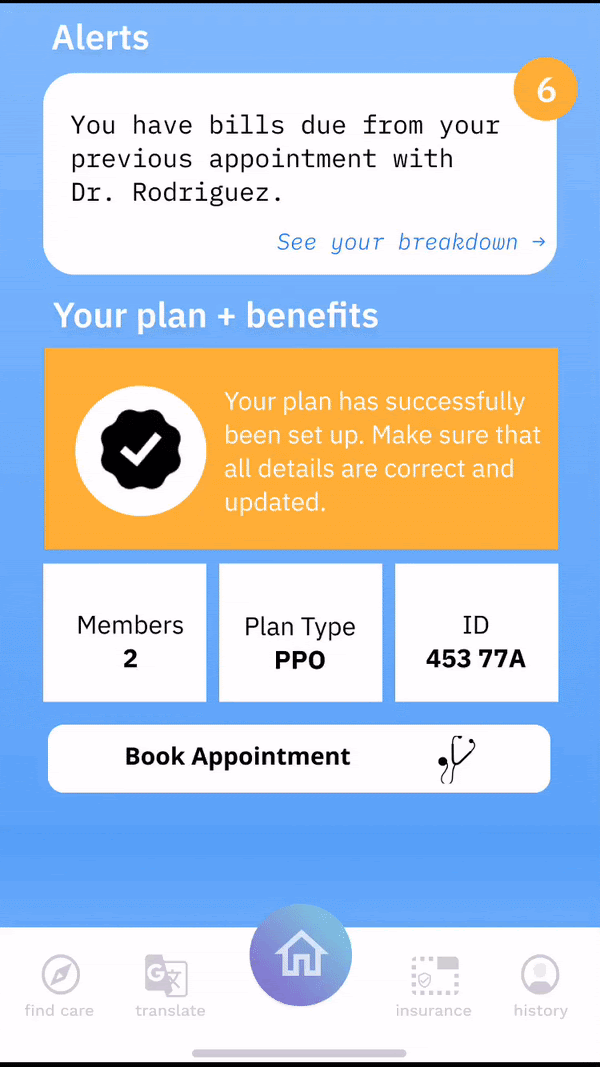 Alerts
6
You have bills due from your
previous appointment with
Dr. Rodriguez.
See your breakdown →
Your plan + benefits
Your plan has successfully
been set up. Make sure that
all details are correct and
updated.
Members
2
Plan Type
PPO
ID
453 77A
Book Appointment
G 文
find care
translate
insurance
history